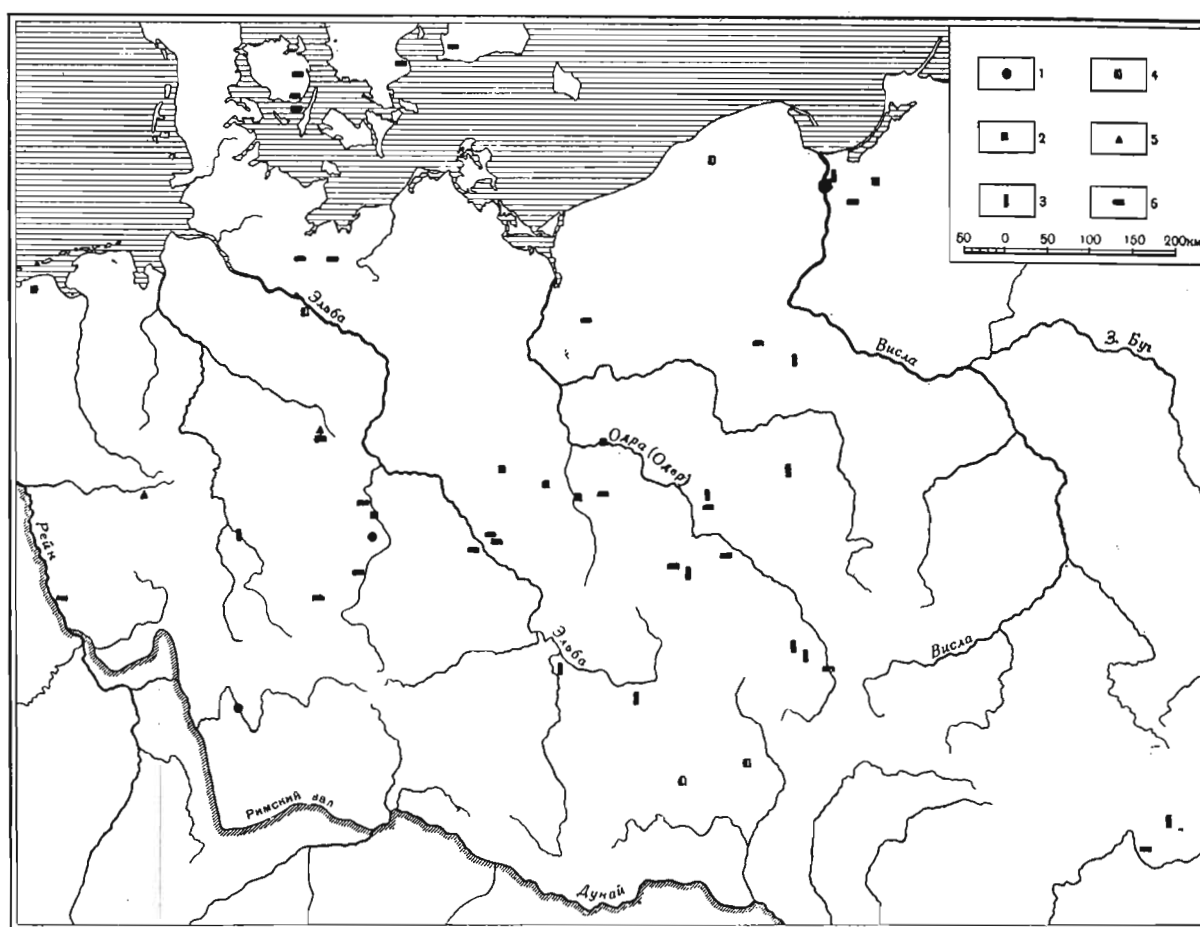 1
4
2
5
3
6
50 0 50 100 150 200км
Эльба
Висла
З. Буг
Одра (Одер)
Рейн
Эльба
Висла
Римский вал
Дунай